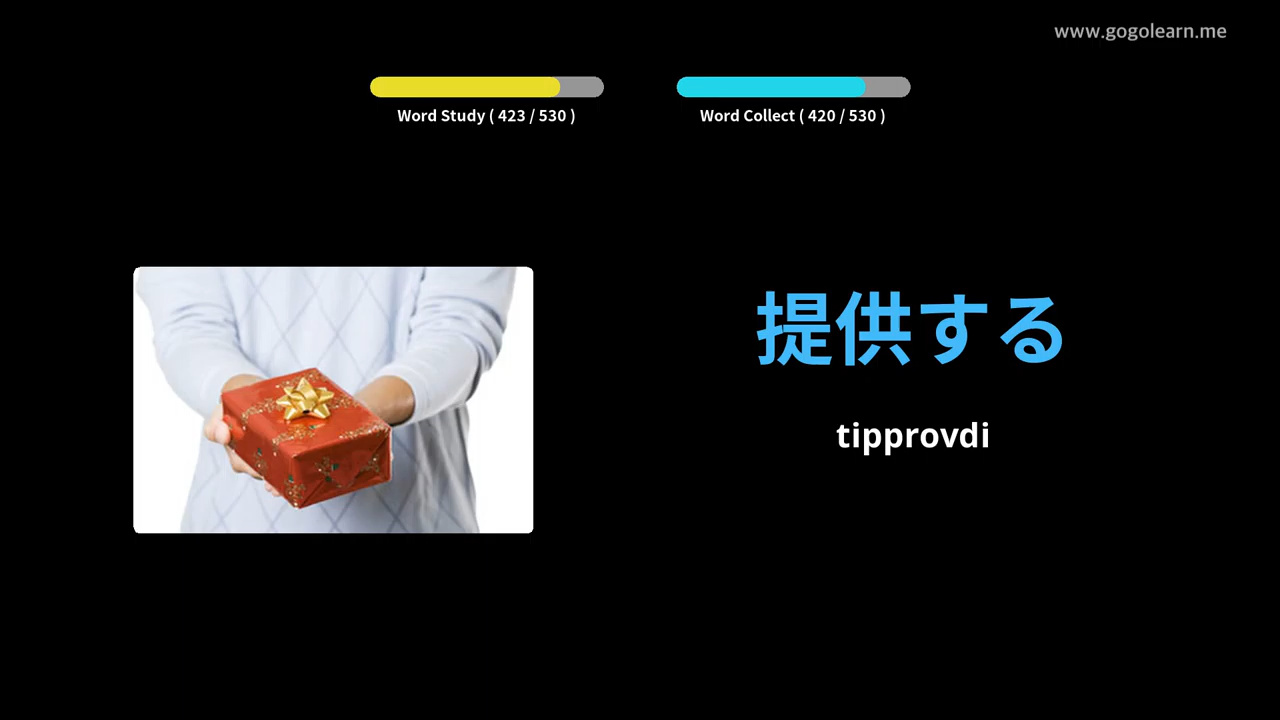 www.gogolearn.me
Word Study ( 423 / 530 )
Word Collect ( 420 / 530 )
提供する
tipprovdi